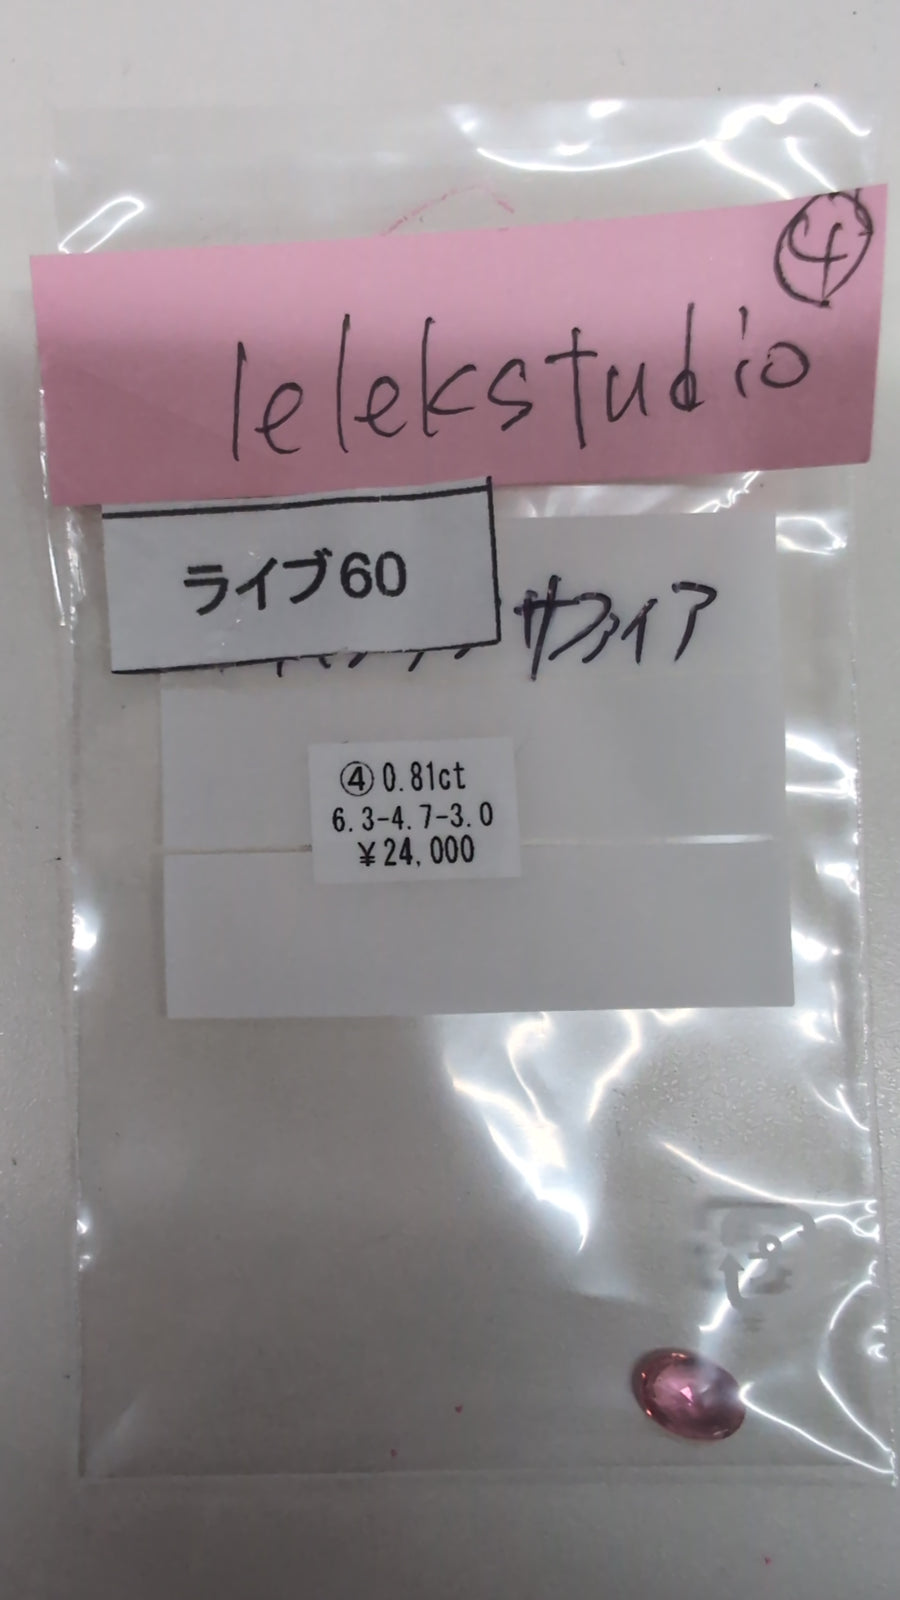 ④
lelekstudio
ライブ60
サファイア
④0.81ct
6.3-4.7-3.0
¥24,000